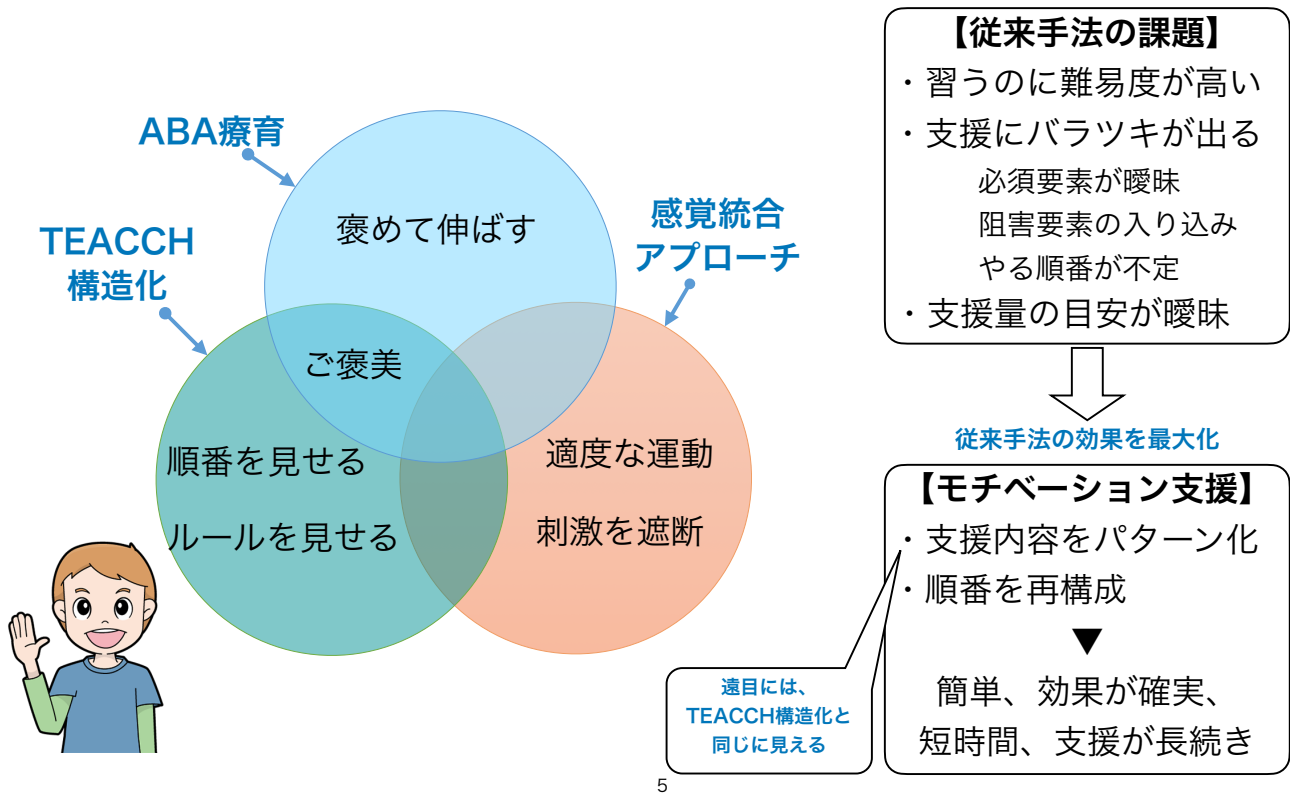 ABA療育
TEACCH
構造化
感覚統合
アプローチ
褒めて伸ばす
ご褒美
順番を見せる
ルールを見せる
適度な運動
刺激を遮断
【従来手法の課題】
・習うのに難易度が高い
・支援にバラツキが出る
必須要素が曖昧
阻害要素の入り込み
やる順番が不定
・支援量の目安が曖昧
従来手法の効果を最大化
【モチベーション支援】
・支援内容をパターン化
・順番を再構成
▼
簡単、効果が確実、
短時間、支援が長続き
遠目には、
TEACCH構造化と
同じに見える
5